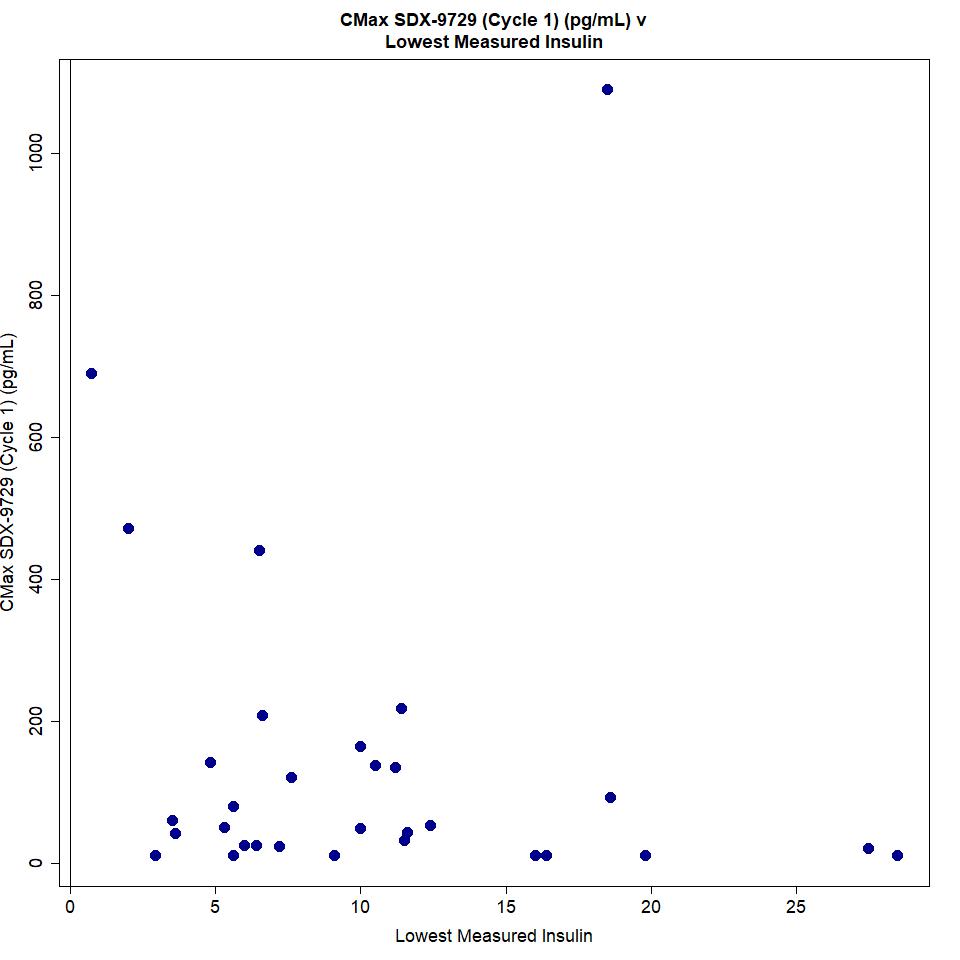 CMax SDX-9729 (Cycle 1) (pg/mL) v
Lowest Measured Insulin
CMax SDX-9729 (Cycle 1) (pg/mL)
1000
800
600
400
200
0
0 5 10 15 20 25
Lowest Measured Insulin